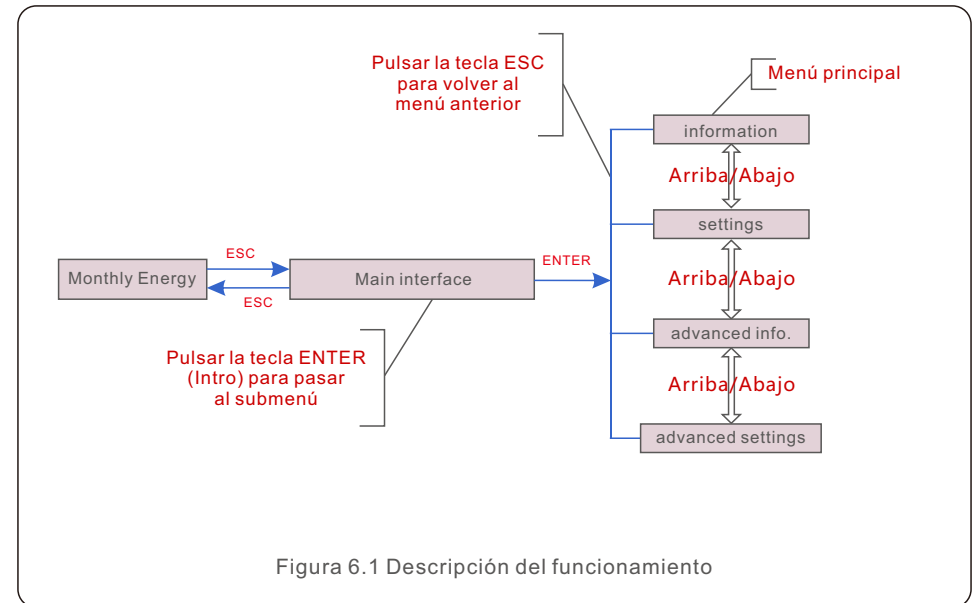 Pulsar la tecla ESC
para volver al
menú anterior
Menú principal
information
Arriba/Abajo
settings
ESC
ENTER
Monthly Energy
Main interface
Arriba/Abajo
ESC
advanced info.
Pulsar la tecla ENTER
(Intro) para pasar
al submenú
Arriba/Abajo
advanced settings
Figura 6.1 Descripción del funcionamiento